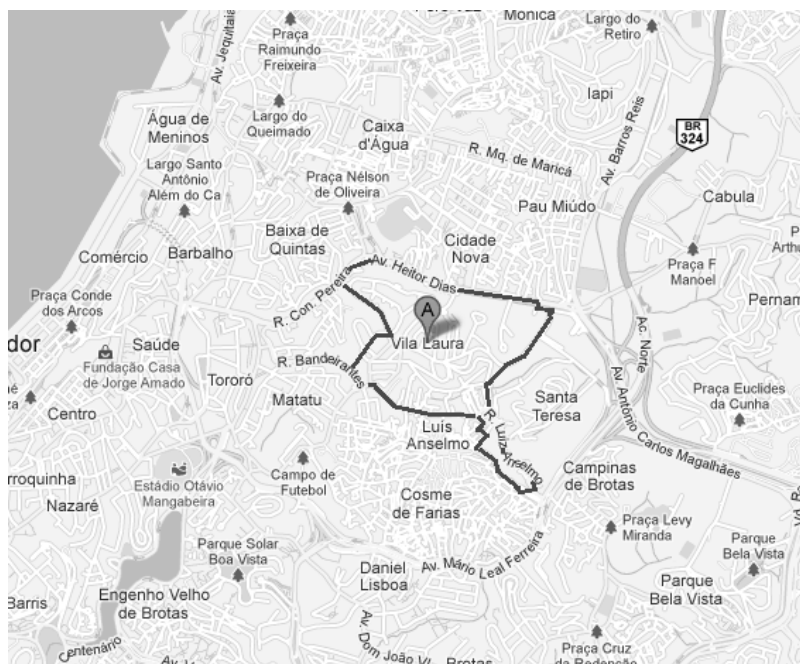 Monica
Largo do
Retiro
Praça
Raimundo
Freixeira
Av. Jequitaia
Iapi
Largo do
Queimado
Água de
Meninos
Caixa
d'Água
BR
324
Av. Barros Reis
R. Mq. de Maricá
Largo Santo
Antônio
Além do Ca
Praça Nélson
de Oliveira
Cabula
Pau Miúdo
Baixa de
Quintas
Cidade
Nova
Comércio
Barbalho
Praça F
Manoel
Av. Heitor Dias
R. Con. Pereira
Praça Conde
dos Arcos
Pernam
A
dor
Saúde
Vila Laura
Ac. Norte
Fundação Casa
de Jorge Amado
R. Bandeirantes
Tororó
Matatu
Santa
Teresa
Av. Antônio Carlos Magalhães
Praça Euclides
da Cunha
Centro
Luis
Anselmo
R. Luiz Anselmo
Campinas
de Brotas
rroquinha
Estádio Otávio
Mangabeira
Campo de
Futebol
Nazaré
Cosme
de Farias
Praça Levy
Miranda
Parque Solar
Boa Vista
Av. Mário Leal Ferreira
Parque
Bela Vista
Daniel
Lisboa
Parque
Bela Vista
Engenho Velho
de Brotas
Barris
Centenário
Av. Dom João VI
Brotas
Praça Cruz
da Redenção